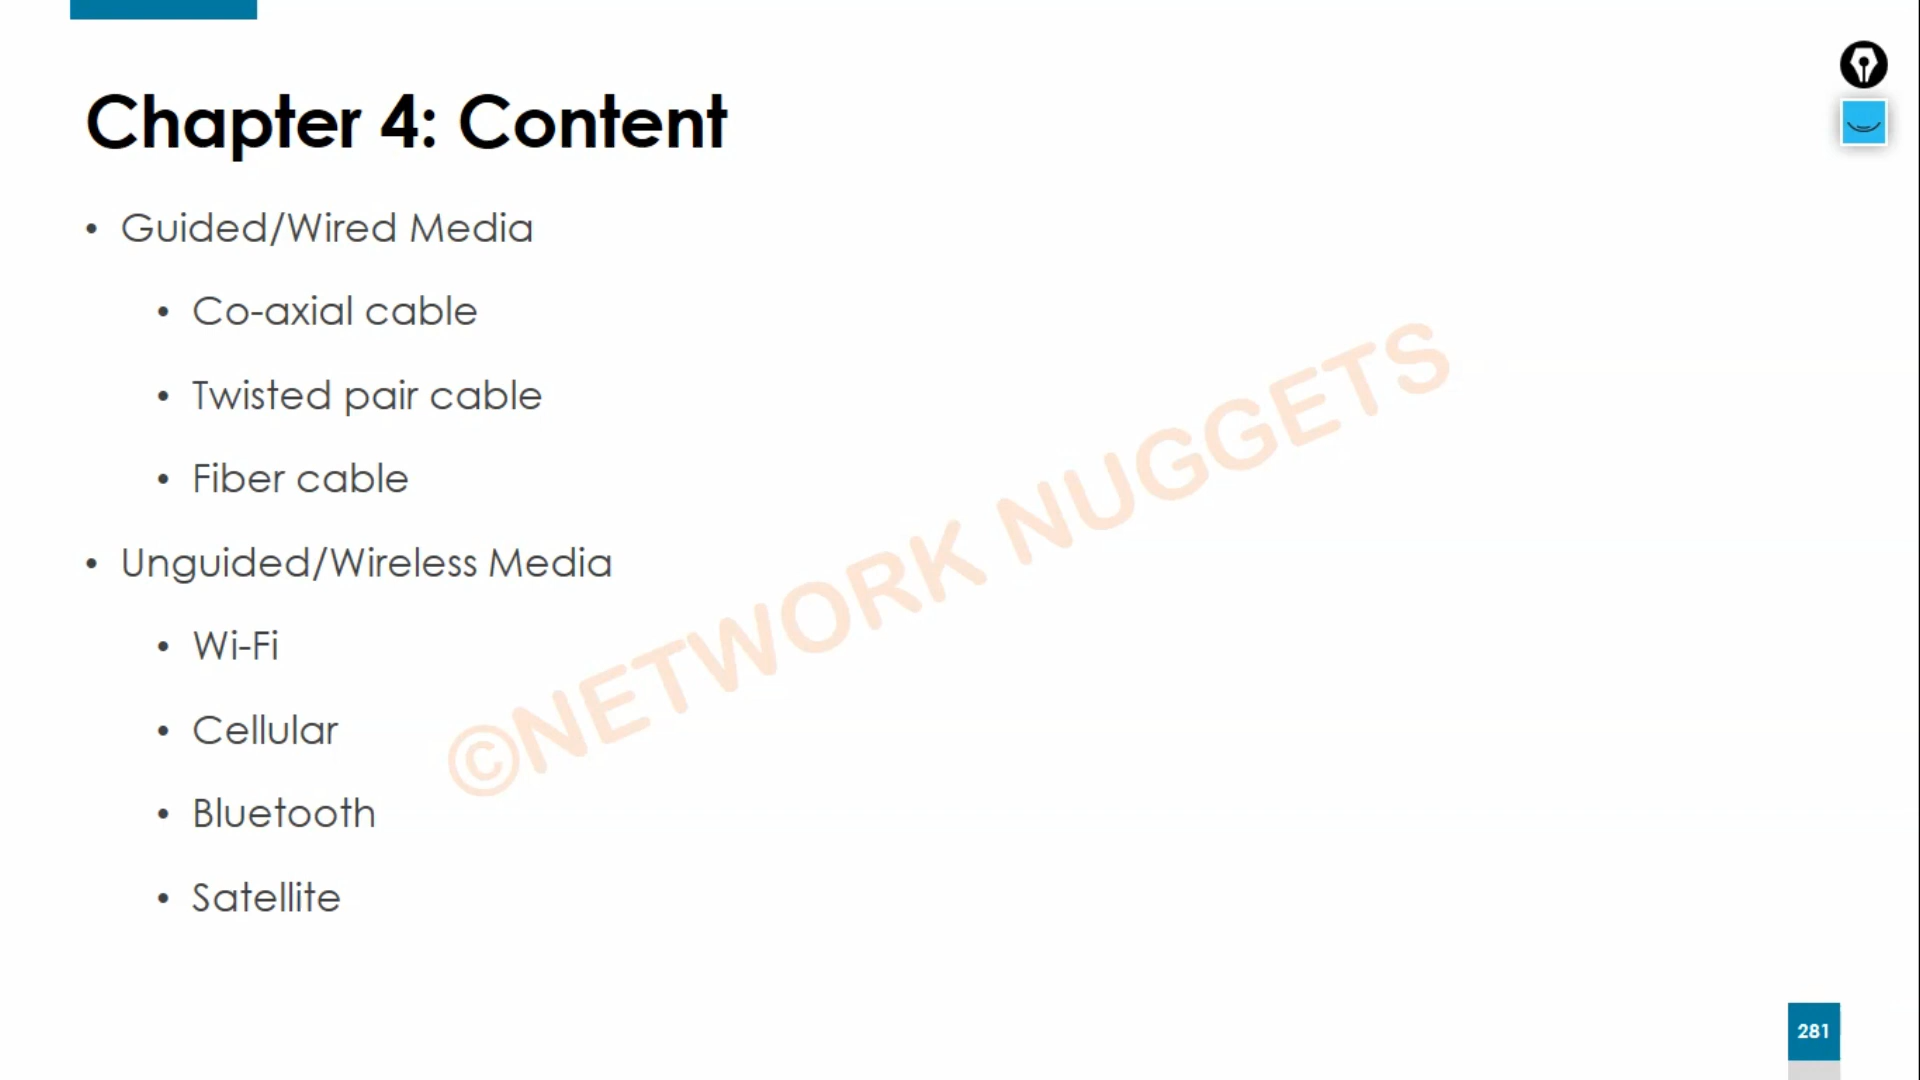 Chapter 4: Content
• Guided/Wired Media
• Co-axial cable
• Twisted pair cable
• Fiber cable
• Unguided/Wireless Media
• Wi-Fi
• Cellular
• Bluetooth
• Satellite
©NETWORK NUGGETS
281